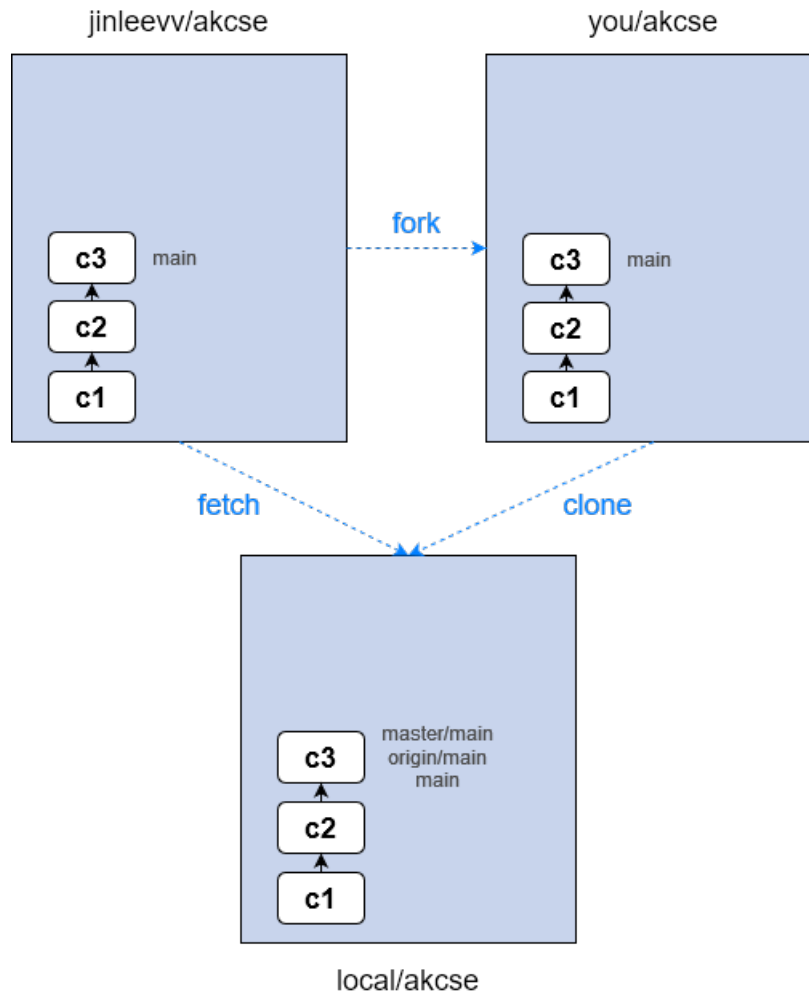 jinleevv/akcse
you/akcse
fork
c3
main
c2
c1
c3
main
c2
c1
fetch
clone
master/main
origin/main
main
c3
c2
c1
local/akcse